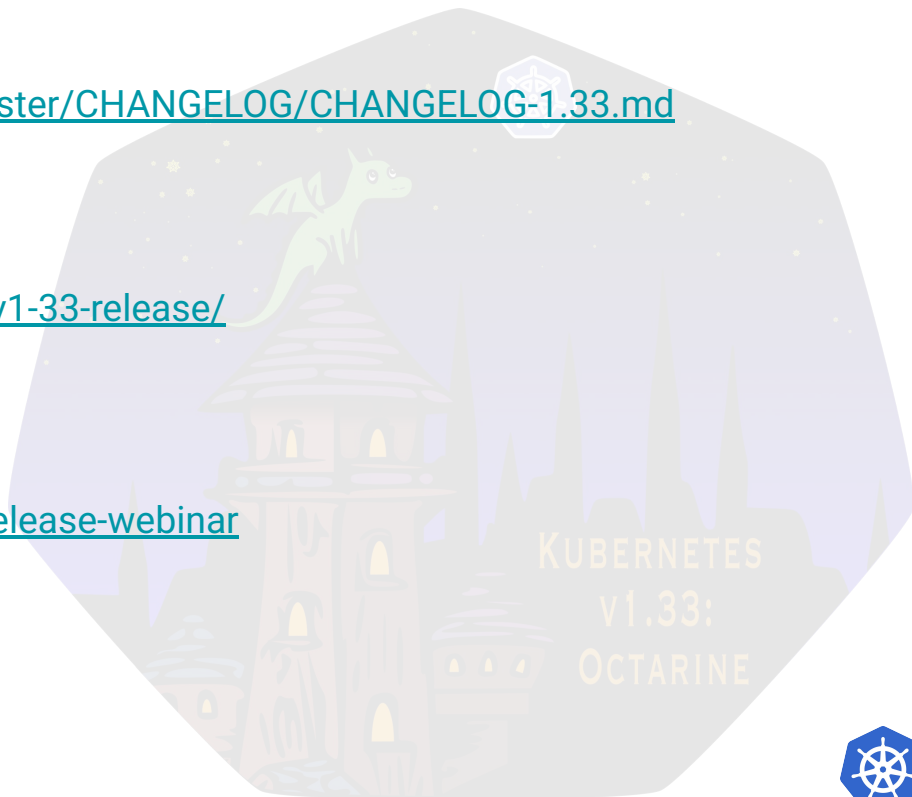 ster/CHANGELOG/CHANGELOG-1.33.md
v1-33-release/
elease-webinar
KUBERNETES
V1.33:
OCTARINE